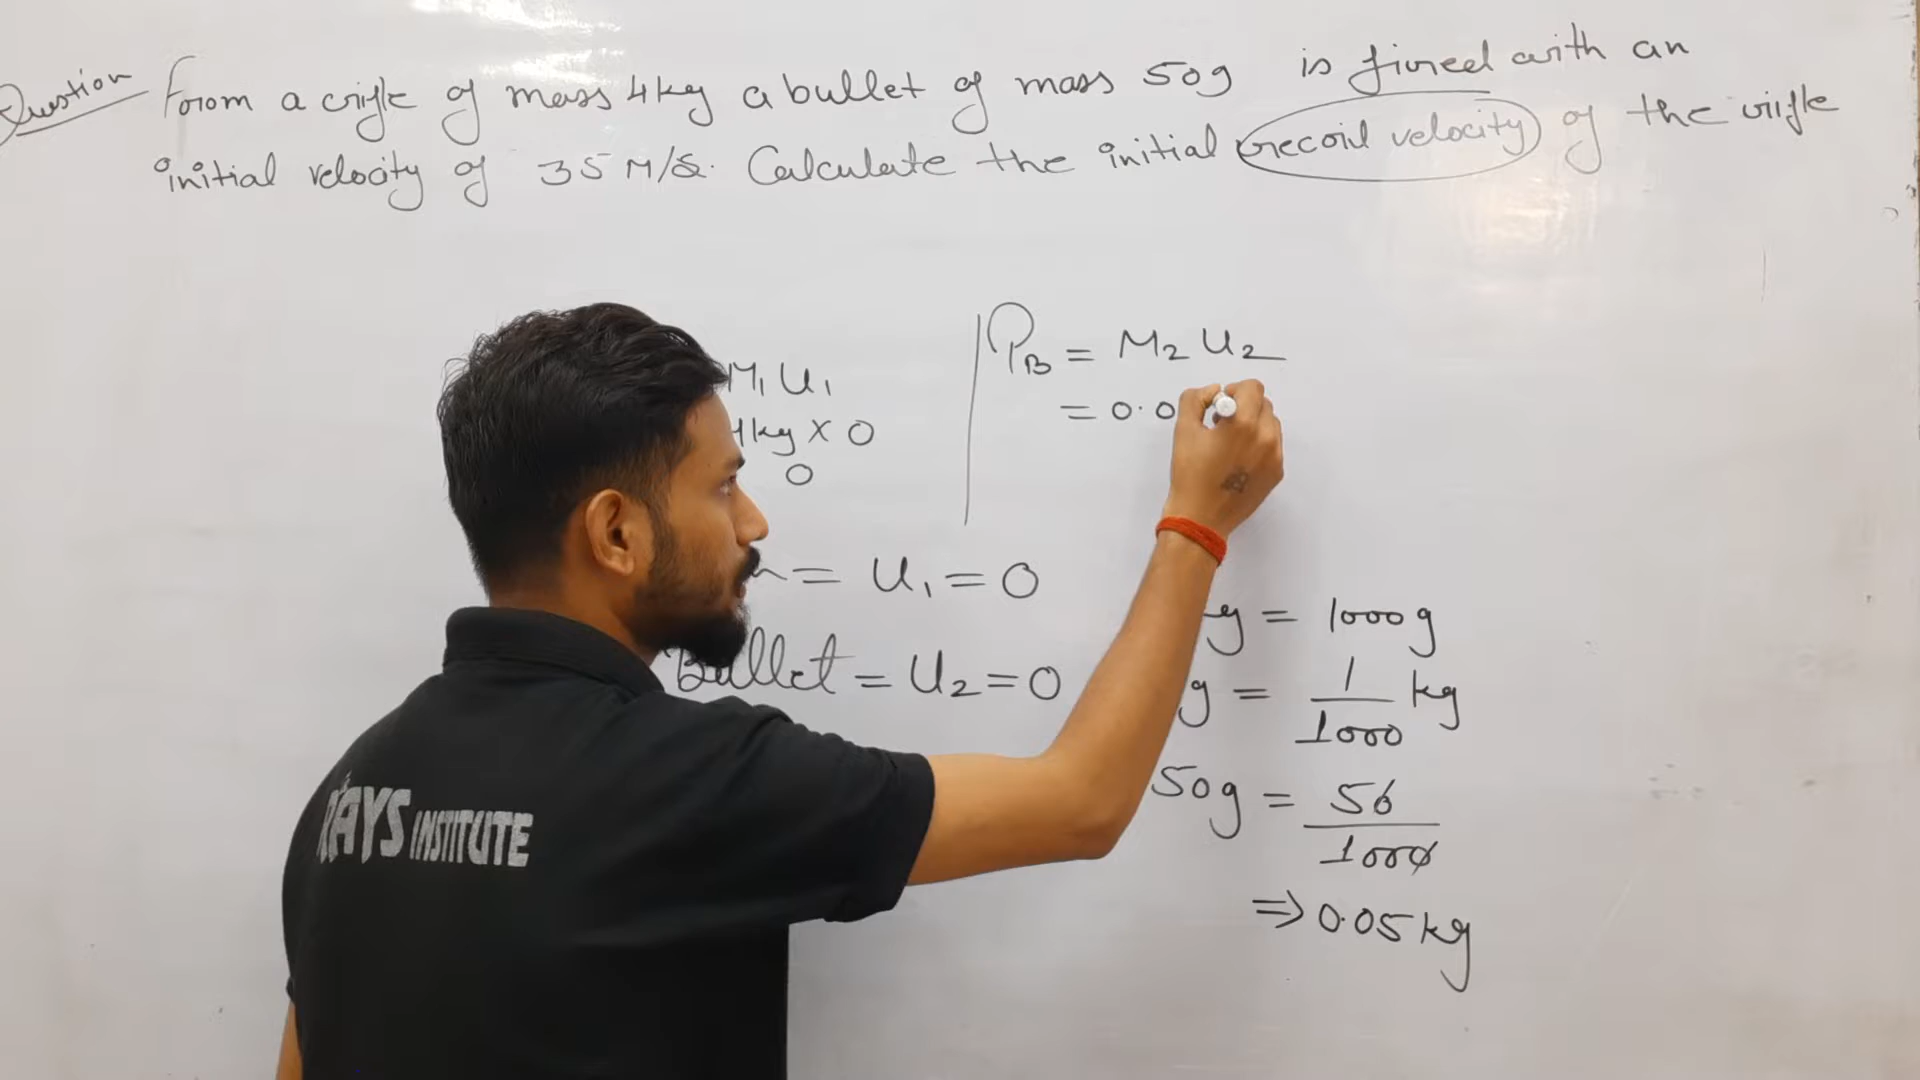 Question From a rifle of mass 4kg a bullet of mass 50g is fired with an
initial velocity of 35 M/S. Calculate the initial recoil velocity of the rifle
M₁ U₁
4kg × 0
0
P_B = M₂ U₂
= 0.0
= U₁ = 0
Bullet = U₂ = 0
g = 1000g
g = 1/1000 kg
50g = 50/1000
⇒ 0.05 kg
RAYS INSTITUTE